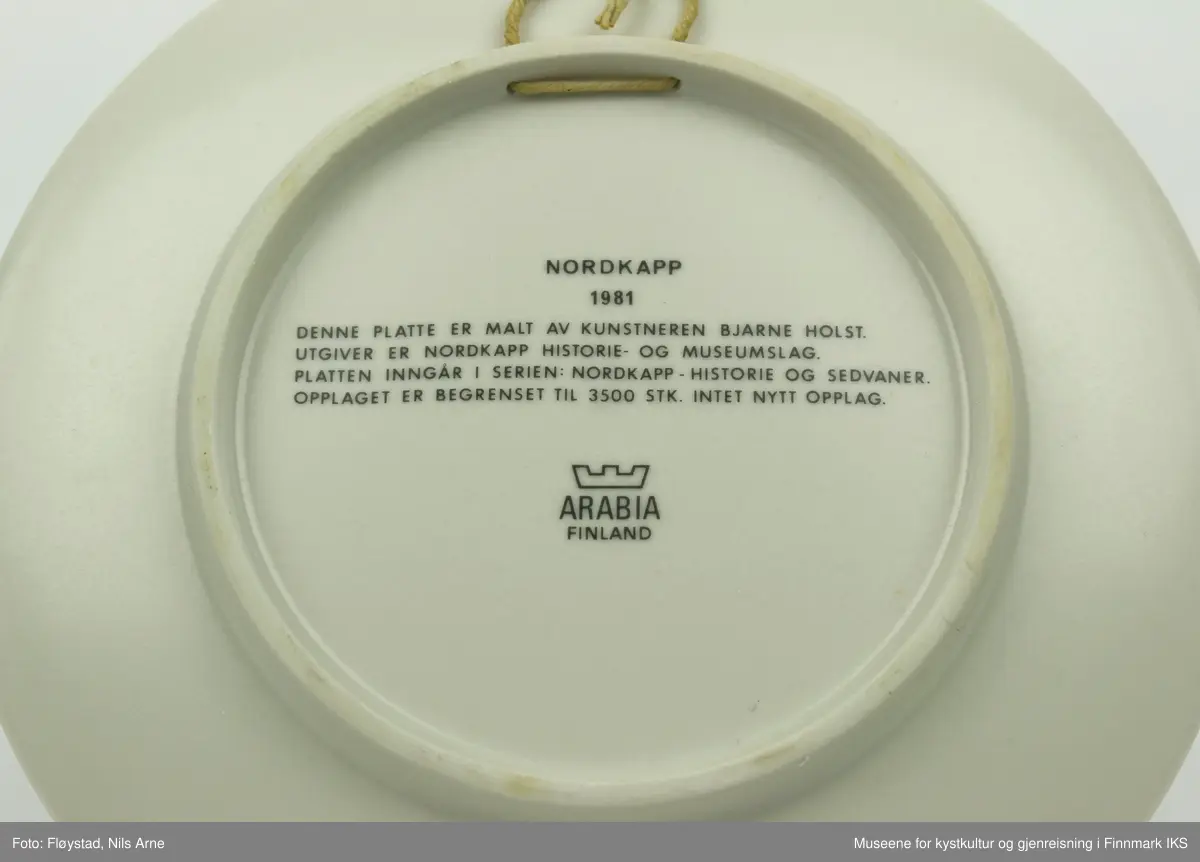 NORDKAPP
1981
DENNE PLATTE ER MALT AV KUNSTNEREN BJARNE HOLST.
UTGIVER ER NORDKAPP HISTORIE- OG MUSEUMSLAG.
PLATTEN INNGÅR I SERIEN: NORDKAPP - HISTORIE OG SEDVANER.
OPPLAGET ER BEGRENSET TIL 3500 STK. INTET NYTT OPPLAG.
ARABIA
FINLAND
Foto: Fløystad, Nils Arne
Museene for kystkultur og gjenreisning i Finnmark IKS